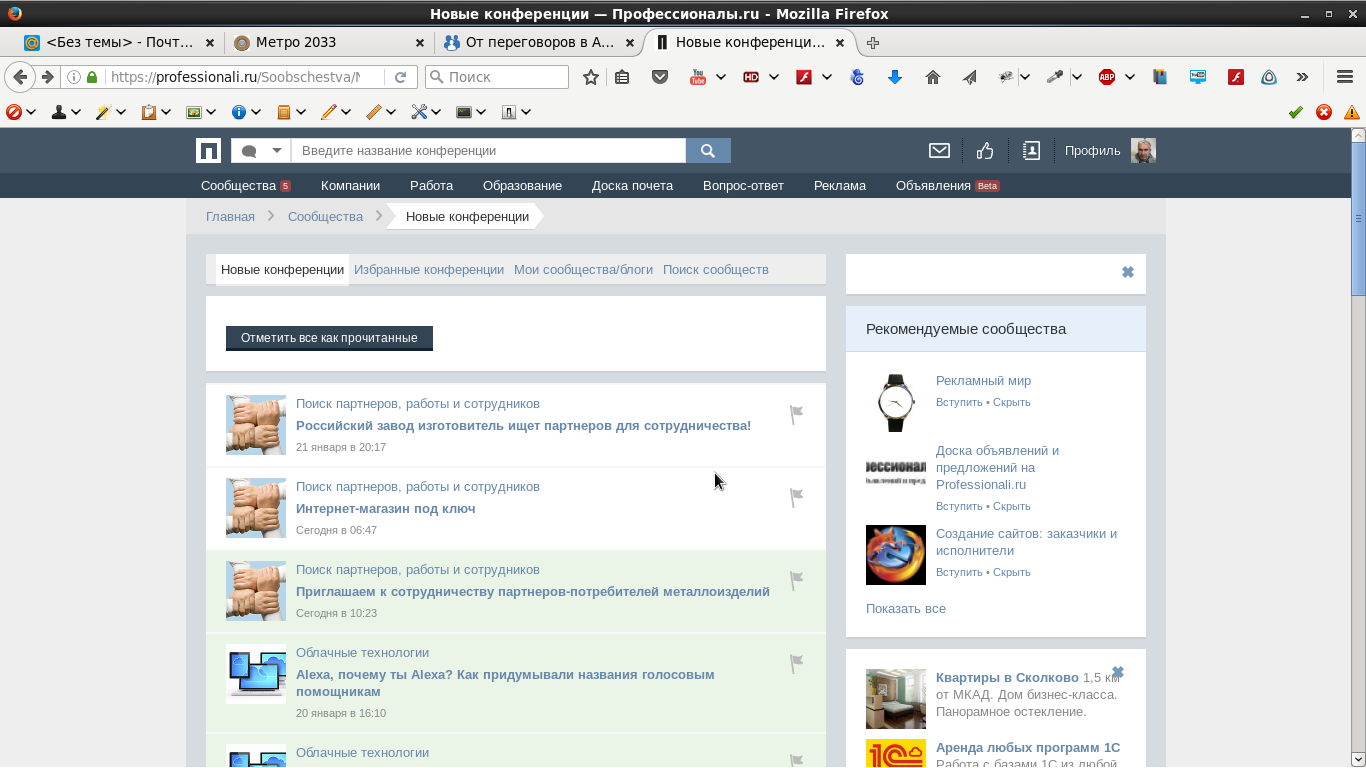 Новые конференции — Профессионалы.ru - Mozilla Firefox
<Без темы> - Почт...
Метро 2033
От переговоров в А...
Новые конференци...
https://professionali.ru/Soobschestva/
Поиск
You Tube
HD
ABP
Введите название конференции
Профиль
Сообщества 5
Компании
Работа
Образование
Доска почета
Вопрос-ответ
Реклама
Объявления Beta
Главная
Сообщества
Новые конференции
Новые конференции
Избранные конференции
Мои сообщества/блоги
Поиск сообществ
Отметить все как прочитанные
Поиск партнеров, работы и сотрудников
Российский завод изготовитель ищет партнеров для сотрудничества!
21 января в 20:17
Поиск партнеров, работы и сотрудников
Интернет-магазин под ключ
Сегодня в 06:47
Поиск партнеров, работы и сотрудников
Приглашаем к сотрудничеству партнеров-потребителей металлоизделий
Сегодня в 10:23
Облачные технологии
Alexa, почему ты Alexa? Как придумывали названия голосовым
помощникам
20 января в 16:10
Облачные технологии
Рекомендуемые сообщества
Рекламный мир
Вступить • Скрыть
Доска объявлений и
предложений на
Professionali.ru
Вступить • Скрыть
Создание сайтов: заказчики и
исполнители
Вступить • Скрыть
Показать все
Квартиры в Сколково 1,5 км
от МКАД. Дом бизнес-класса.
Панорамное остекление.
1C
Аренда любых программ 1С
Работа с базами 1С из любой